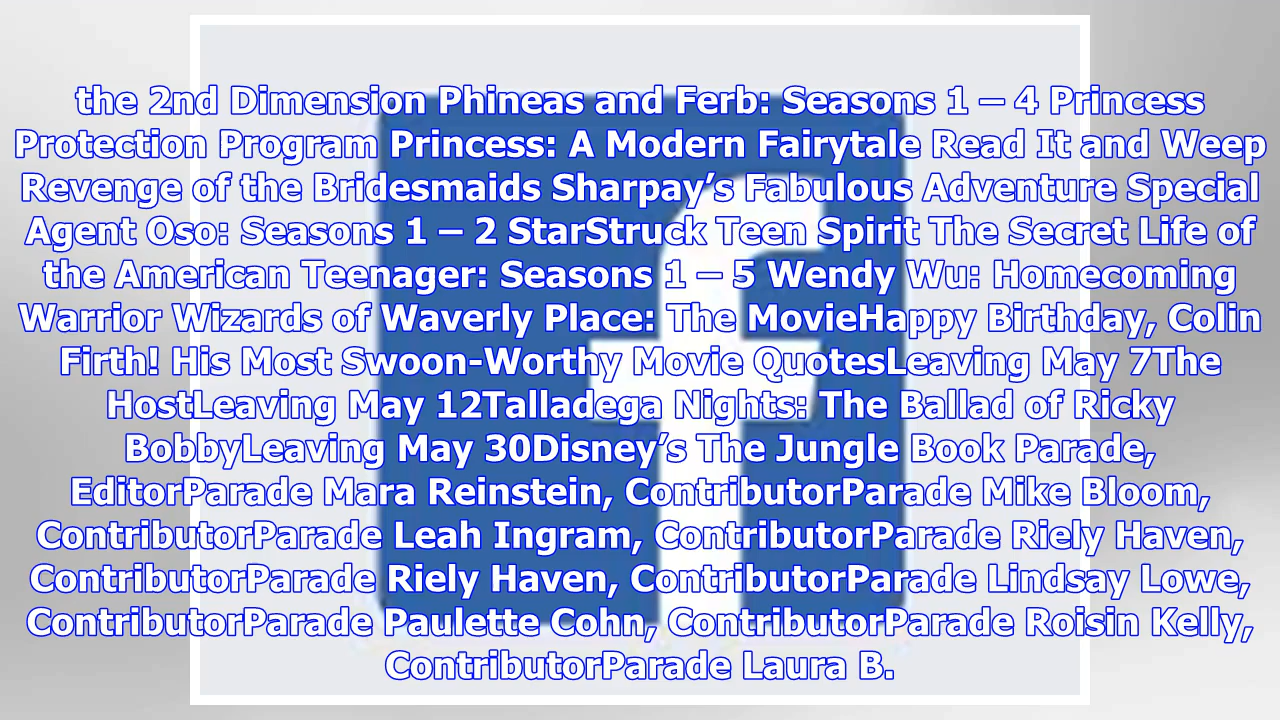 the 2nd Dimension Phineas and Ferb: Seasons 1 – 4 Princess
Protection Program Princess: A Modern Fairytale Read It and Weep
Revenge of the Bridesmaids Sharpay’s Fabulous Adventure Special
Agent Oso: Seasons 1 – 2 StarStruck Teen Spirit The Secret Life of
the American Teenager: Seasons 1 – 5 Wendy Wu: Homecoming
Warrior Wizards of Waverly Place: The MovieHappy Birthday, Colin
Firth! His Most Swoon-Worthy Movie QuotesLeaving May 7The
HostLeaving May 12Talladega Nights: The Ballad of Ricky
BobbyLeaving May 30Disney’s The Jungle Book Parade,
EditorParade Mara Reinstein, ContributorParade Mike Bloom,
ContributorParade Leah Ingram, ContributorParade Riely Haven,
ContributorParade Riely Haven, ContributorParade Lindsay Lowe,
ContributorParade Paulette Cohn, ContributorParade Roisin Kelly,
ContributorParade Laura B.